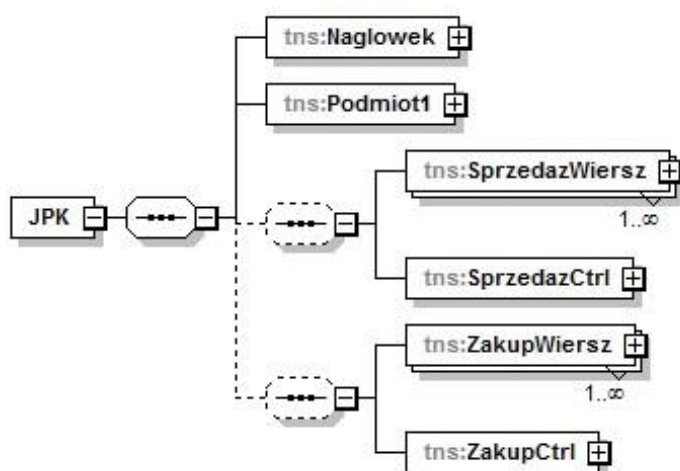 tns:Naglowek
tns:Podmiot1
tns:SprzedazWiersz
1..∞
JPK
tns:SprzedazCtrl
tns:ZakupWiersz
1..∞
tns:ZakupCtrl